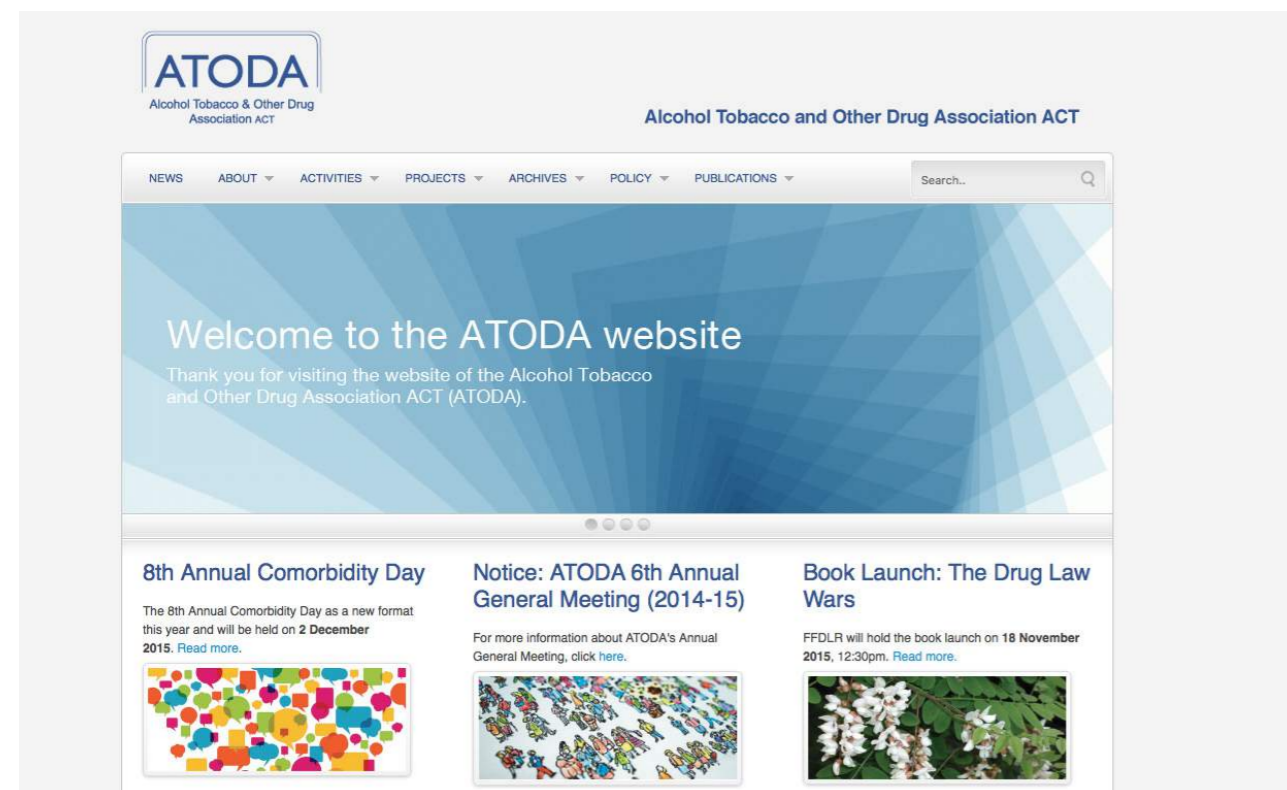 ATODA
Alcohol Tobacco & Other Drug
Association ACT
Alcohol Tobacco and Other Drug Association ACT
NEWS ABOUT ACTIVITIES PROJECTS ARCHIVES POLICY PUBLICATIONS Search..
Welcome to the ATODA website
Thank you for visiting the website of the Alcohol Tobacco
and Other Drug Association ACT (ATODA).
8th Annual Comorbidity Day
The 8th Annual Comorbidity Day as a new format
this year and will be held on 2 December
2015. Read more.
Notice: ATODA 6th Annual
General Meeting (2014-15)
For more information about ATODA's Annual
General Meeting, click here.
Book Launch: The Drug Law
Wars
FFDLR will hold the book launch on 18 November
2015, 12:30pm. Read more.